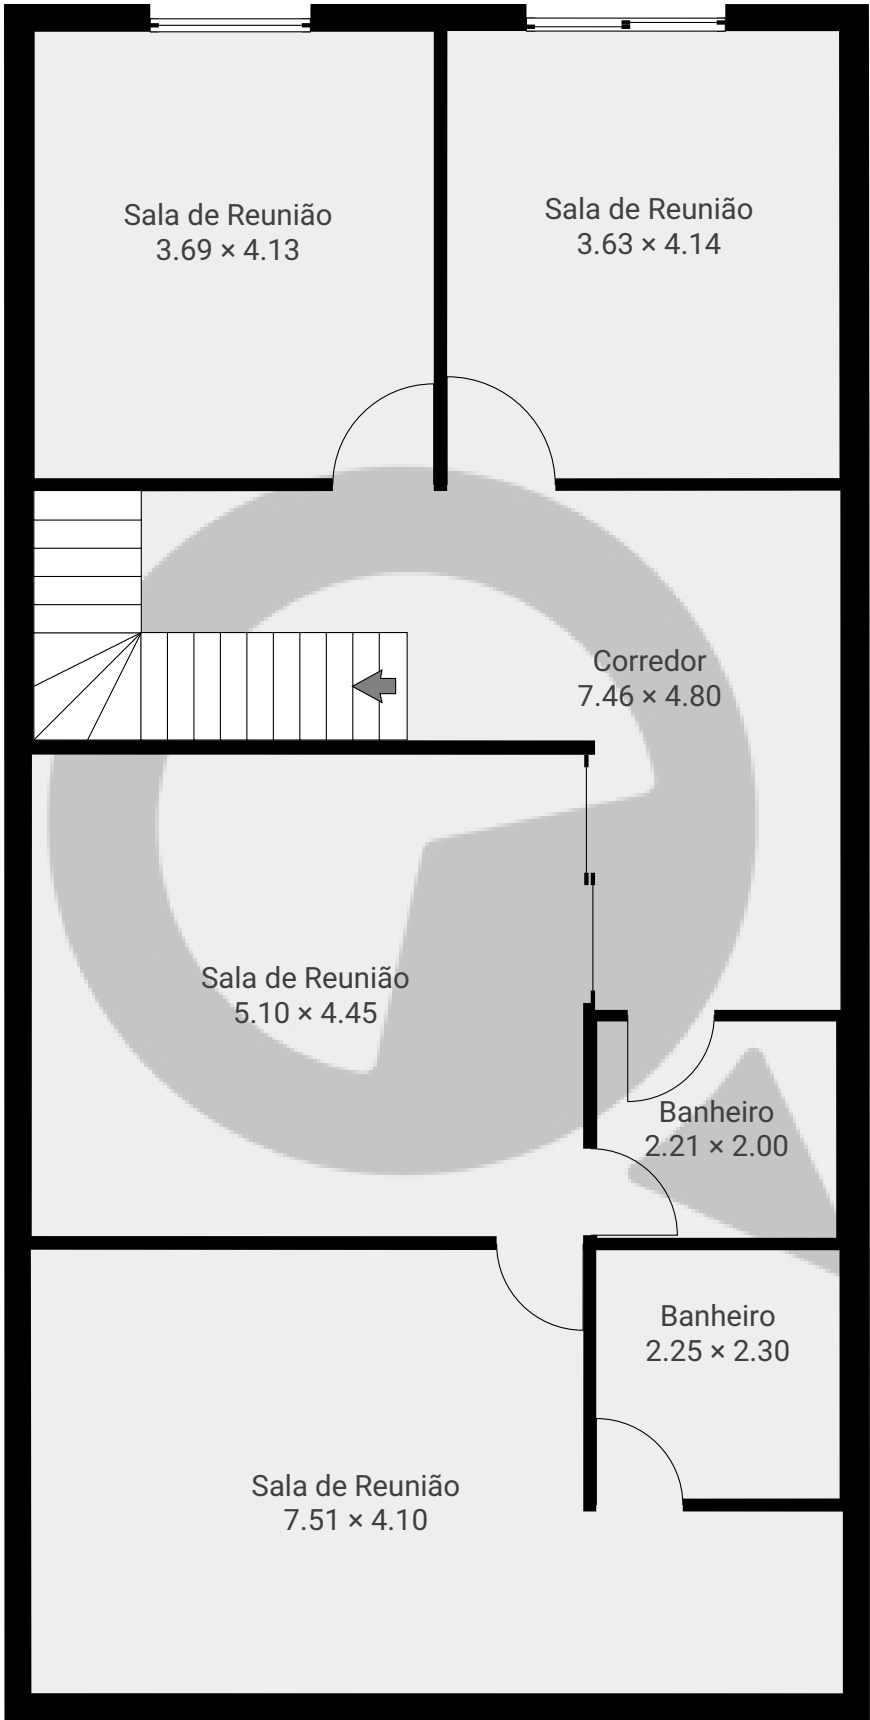 Sala de Reunião
3.69 × 4.13
Sala de Reunião
3.63 × 4.14
Corredor
7.46 × 4.80
Sala de Reunião
5.10 × 4.45
Banheiro
2.21 × 2.00
Banheiro
2.25 × 2.30
Sala de Reunião
7.51 × 4.10